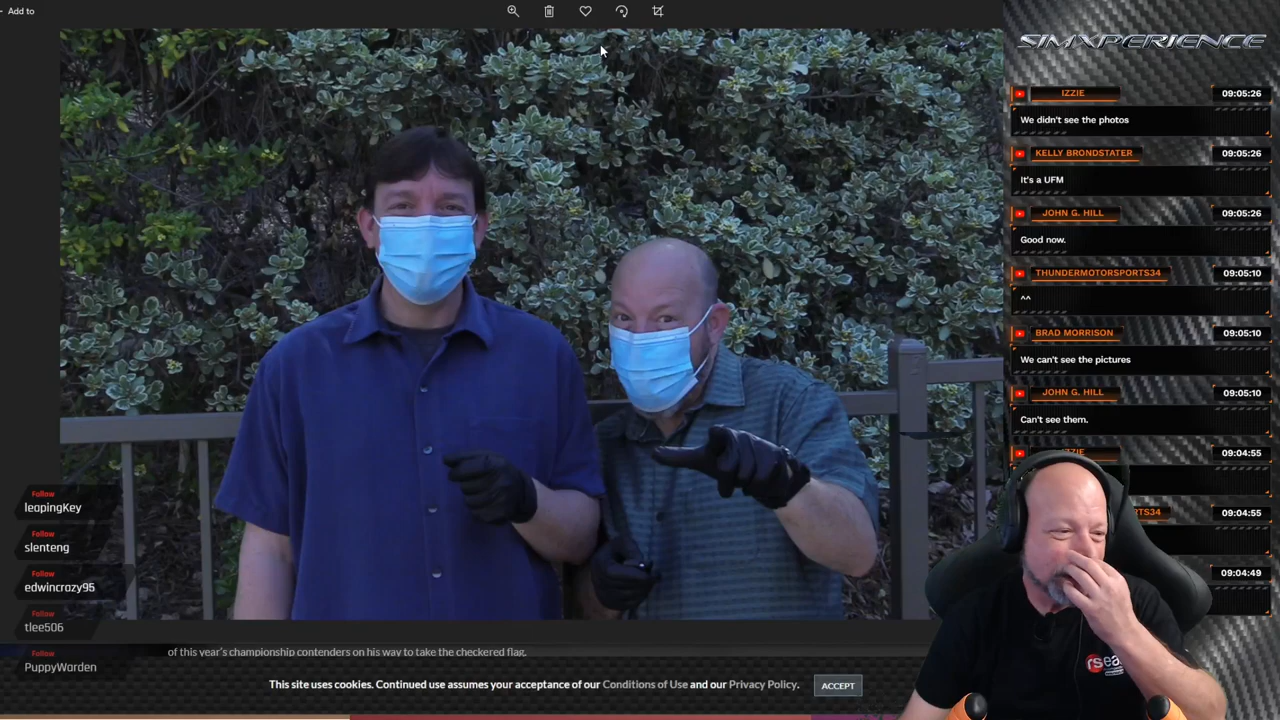 Add to
SIMXPERIENCE
IZZIE
09:05:26
We didn't see the photos
KELLY BRONDSTATER
09:05:26
It's a UFM
JOHN G. HILL
09:05:26
Good now.
THUNDERMOTORSPORTS34
09:05:10
^^
BRAD MORRISON
09:05:10
We can't see the pictures
JOHN G. HILL
09:05:10
Can't see them.
09:04:55
RTS34
09:04:55
09:04:49
Follow
leapingKey
Follow
slenteng
Follow
edwincrazy95
Follow
tlee506
Follow
PuppyWarden
of this year's championship contenders on his way to take the checkered flag.
This site uses cookies. Continued use assumes your acceptance of our Conditions of Use and our Privacy Policy.
ACCEPT